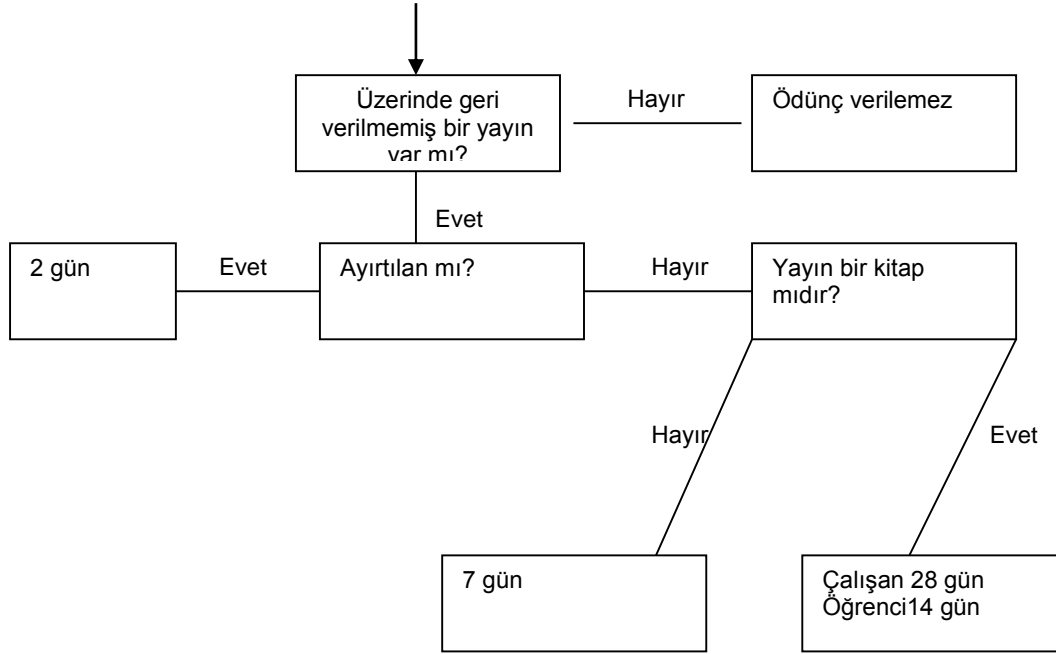 Üzerinde geri
verilmemiş bir yayın
var mı?
Hayır
Ödünç verilemez
Evet
2 gün
Evet
Ayırtılan mı?
Hayır
Yayın bir kitap
mıdır?
Hayır
Evet
7 gün
Çalışan 28 gün
Öğrenci14 gün